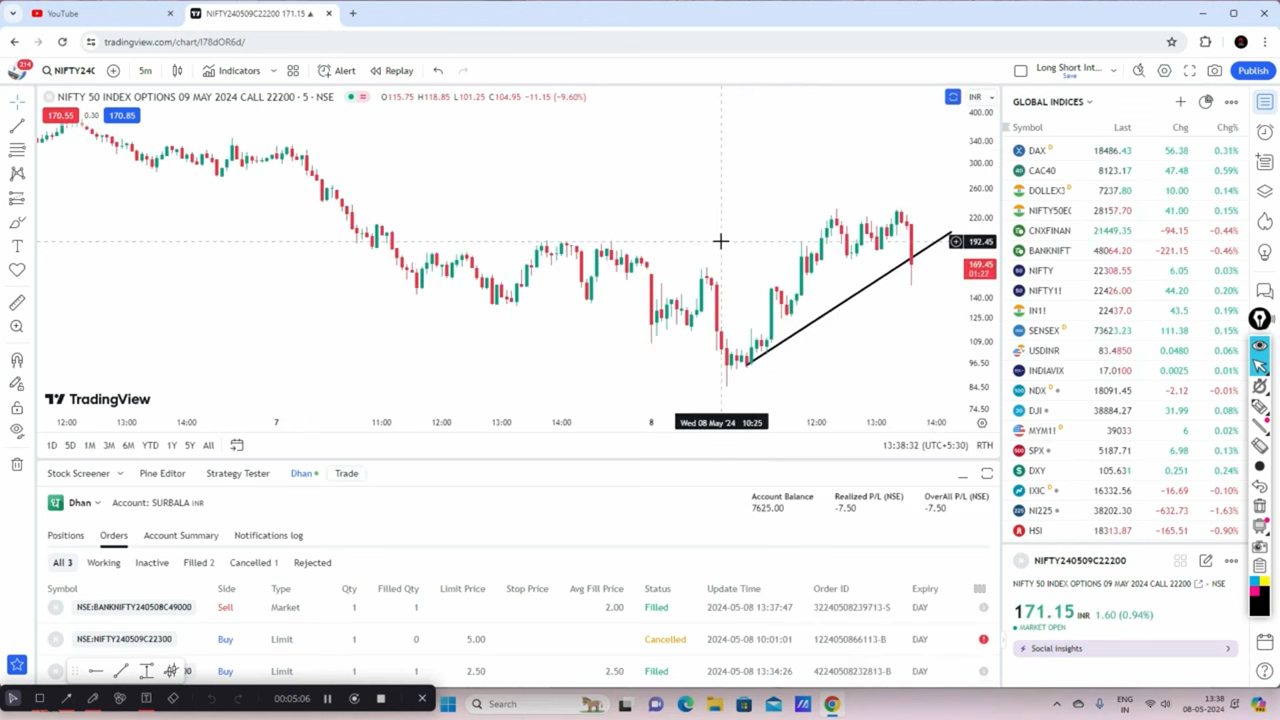 YouTube
NIFTY240509C22200 171.15 ▲
tradingview.com/chart/I78dOR6d/
214
NIFTY24C
5m
Indicators
Alert
Replay
Long Short Int...
Save
Publish
NIFTY 50 INDEX OPTIONS 09 MAY 2024 CALL 22200 · 5 · NSE
O115.75 H118.85 L101.25 C104.95 -11.15 (-9.60%)
170.55 0.30 170.85
INR
400.00
340.00
300.00
260.00
220.00
192.45
169.45
01:27
140.00
125.00
109.00
96.50
84.50
74.50
TradingView
12:00 13:00 14:00 7 11:00 12:00 13:00 14:00 8 Wed 08 May '24 10:25 12:00 13:00 14:00
1D 5D 1M 3M 6M YTD 1Y 5Y All
13:38:32 (UTC+5:30) RTH
Stock Screener Pine Editor Strategy Tester Dhan Trade
Dhan Account: SURBALA INR
Account Balance Realized P/L (NSE) OverAll P/L (NSE)
7625.00 -7.50 -7.50
Positions Orders Account Summary Notifications log
All 3 Working Inactive Filled 2 Cancelled 1 Rejected
Symbol Side Type Qty Filled Qty Limit Price Stop Price Avg Fill Price Status Update Time Order ID Expiry
NSE:BANKNIFTY240508C49000 Sell Market 1 1 2.00 Filled 2024-05-08 13:37:47 32240508239713-S DAY
NSE:NIFTY240509C22300 Buy Limit 1 0 5.00 Cancelled 2024-05-08 10:01:01 1224050866113-B DAY
00 Buy Limit 1 1 2.50 2.50 Filled 2024-05-08 13:34:26 42240508232813-B DAY
GLOBAL INDICES
Symbol Last Chg Chg%
DAX 18486.43 56.38 0.31%
CAC40 8123.17 47.48 0.59%
DOLLEX3 7237.80 10.00 0.14%
NIFTY50E( 28157.70 41.00 0.15%
CNXFINAN 21449.35 -94.15 -0.44%
BANKNIFT 48064.20 -221.15 -0.46%
NIFTY 22308.55 6.05 0.03%
NIFTY1! 22426.00 44.20 0.20%
IN1! 22437.0 43.5 0.19%
SENSEX 73623.23 111.38 0.15%
USDINR 83.4850 0.0480 0.06%
INDIAVIX 17.0100 0.0025 0.01%
NDX 18091.45 -2.12 -0.01%
DJI 38884.27 31.99 0.08%
MYM1! 39033 6 0.02%
SPX 5187.71 6.98 0.13%
DXY 105.631 0.251 0.24%
IXIC 16332.56 -16.69 -0.10%
NI225 38202.30 -632.73 -1.63%
HSI 18313.87 -165.51 -0.90%
NIFTY240509C22200
NIFTY 50 INDEX OPTIONS 09 MAY 2024 CALL 22200 · NSE
171.15 INR 1.60 (0.94%)
MARKET OPEN
Social insights
00:05:06
Search
ENG
IN
13:38
08-05-2024